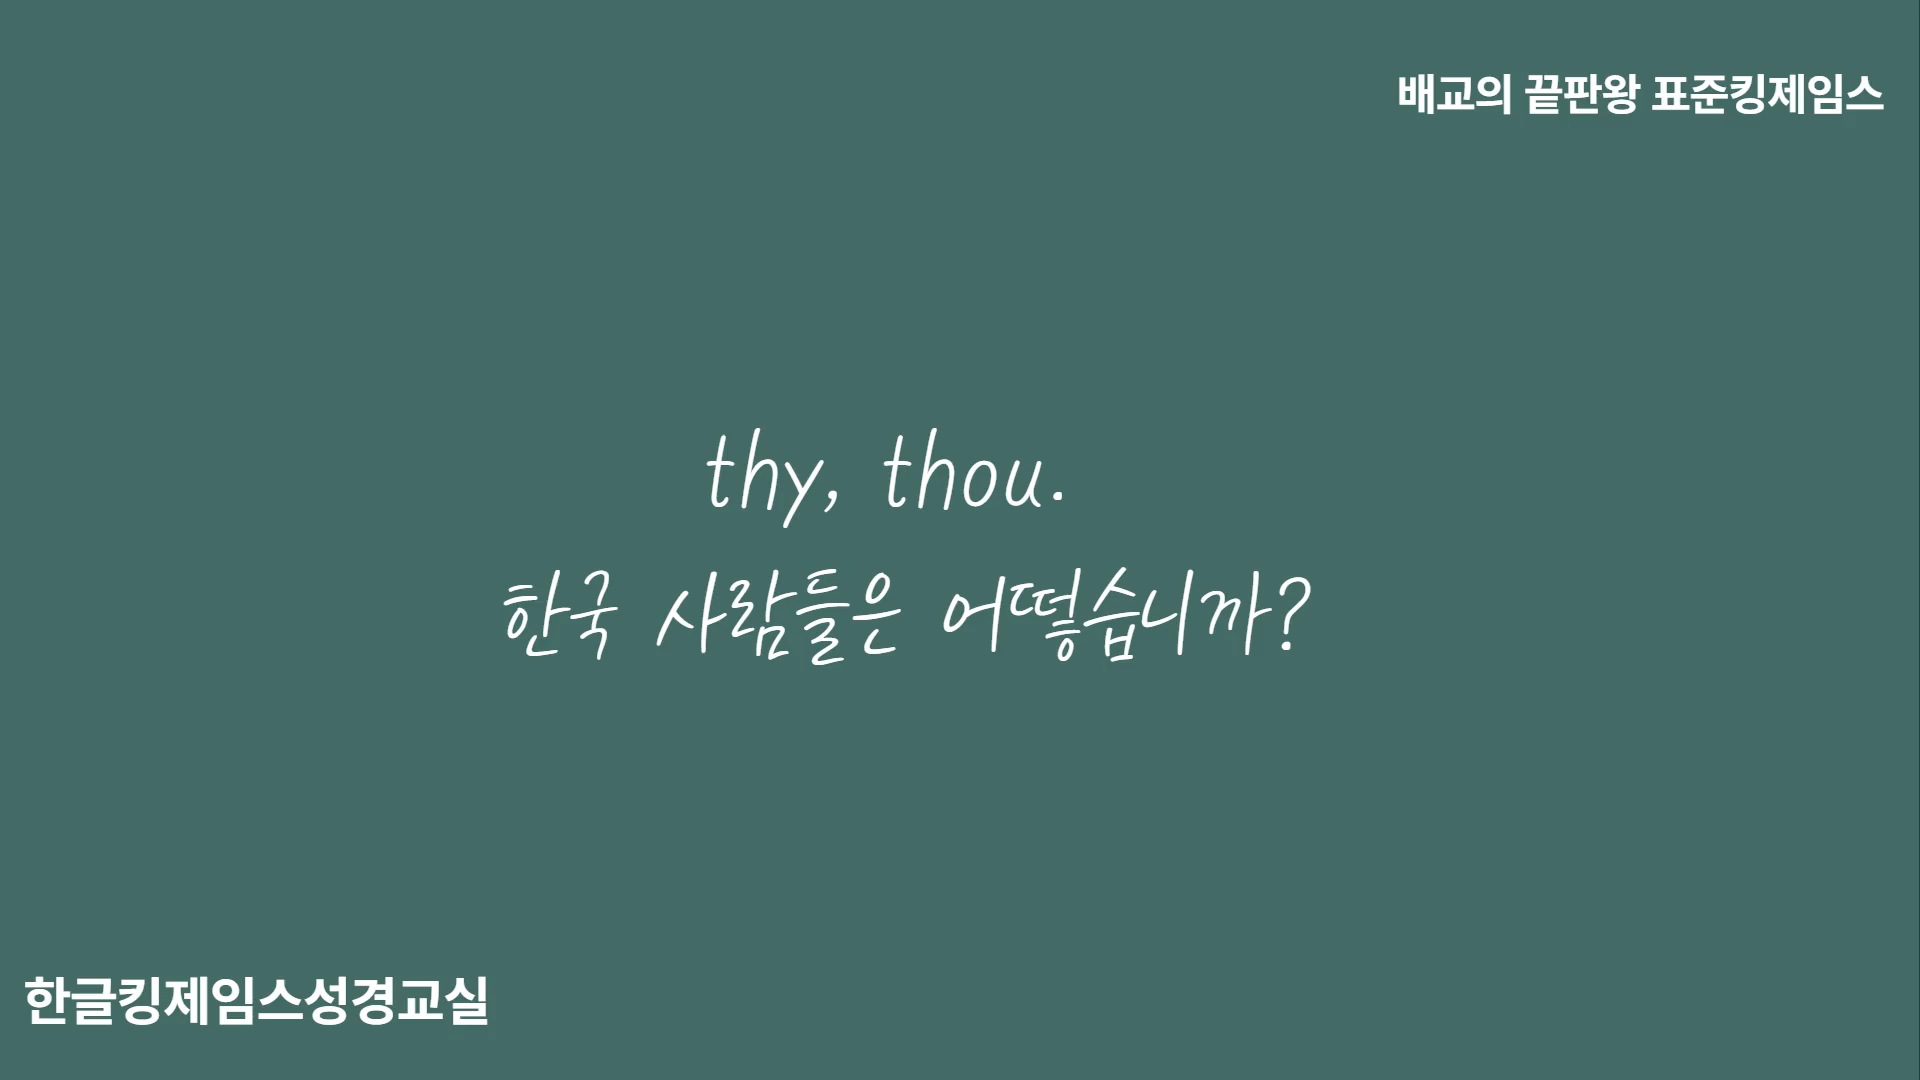 배교의 끝판왕 표준킹제임스
thy, thou.
한국 사람들은 어떻습니까?
한글킹제임스성경교실